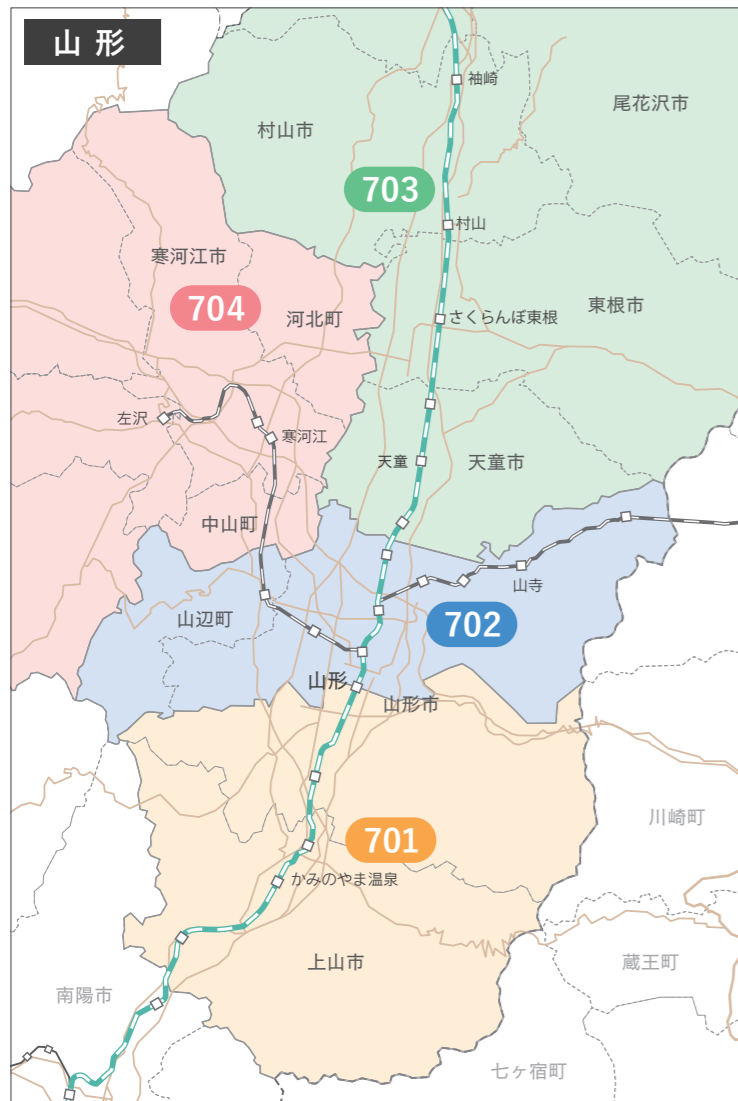 山形
袖崎
尾花沢市
村山市
703
村山
寒河江市
704
河北町
さくらんぼ東根
東根市
左沢
寒河江
天童
天童市
中山町
山寺
山辺町
702
山形
山形市
川崎町
701
かみのやま温泉
上山市
蔵王町
南陽市
七ヶ宿町